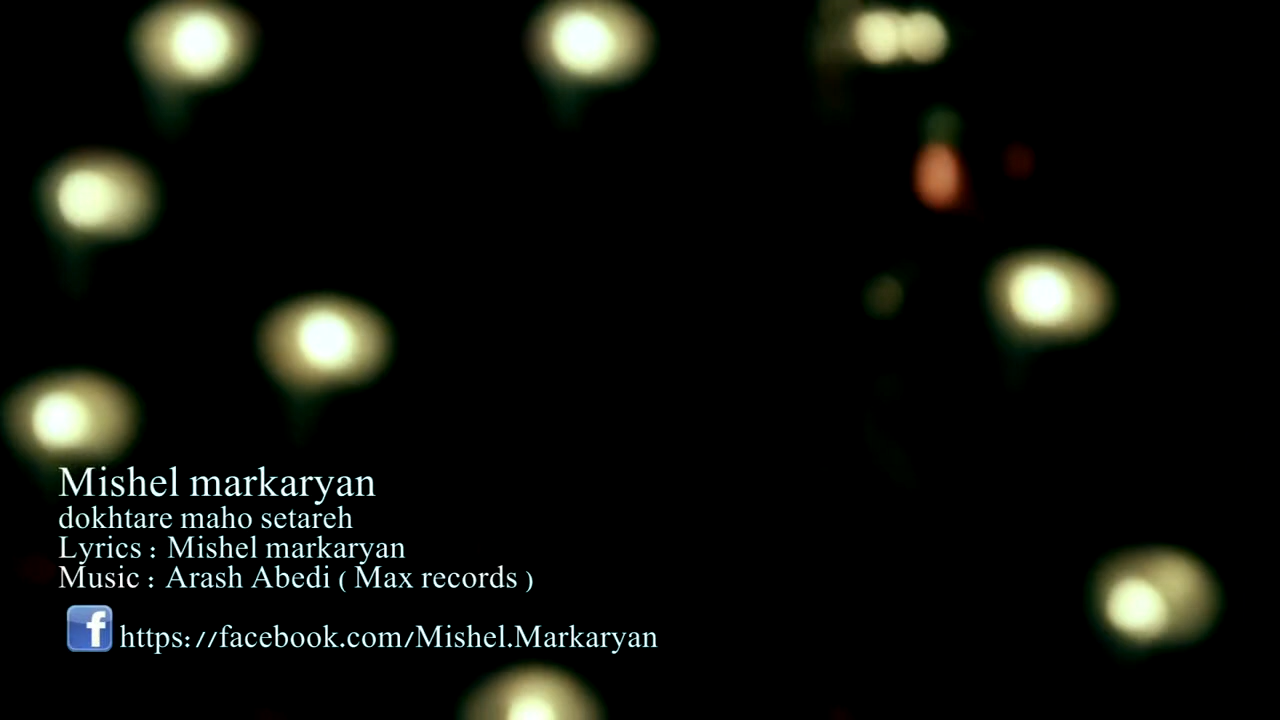 Mishel markaryan
dokhtare maho setareh
Lyrics : Mishel markaryan
Music : Arash Abedi ( Max records )
f https://facebook.com/Mishel.Markaryan